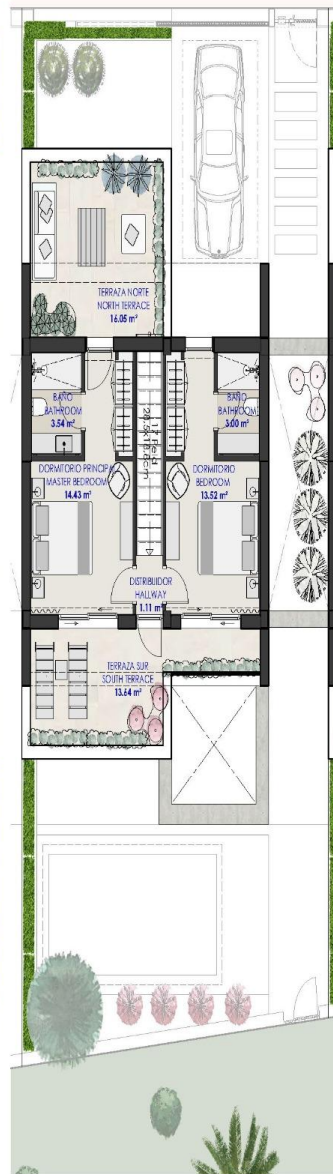 TERRAZA NORTE
NORTH TERRACE
16.05 m²
BAÑO
BATHROOM
3.54 m²
BAÑO
BATHROOM
3.00 m²
DORMITORIO PRINCIPAL
MASTER BEDROOM
14.43 m²
DORMITORIO
BEDROOM
13.52 m²
DISTRIBUIDOR
HALLWAY
1.11 m²
TERRAZA SUR
SOUTH TERRACE
13.64 m²